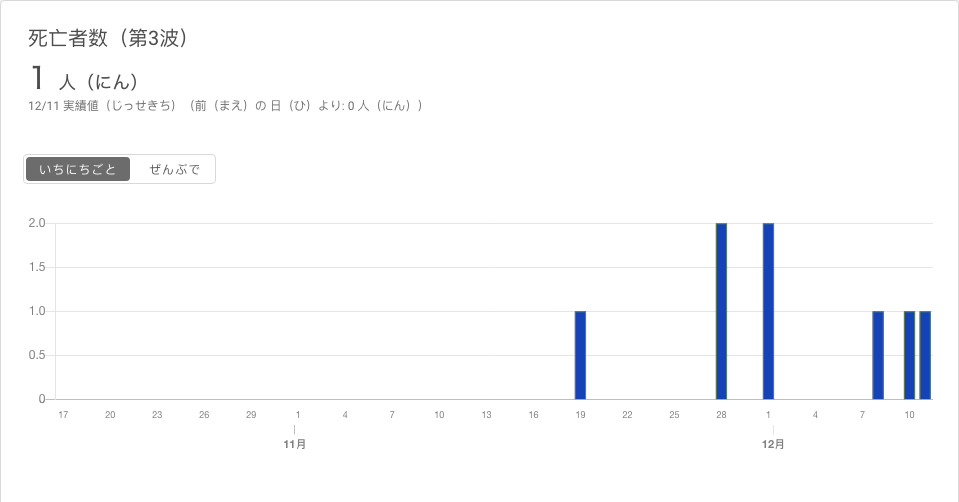 死亡者数（第3波）
1 人（にん）
12/11 実績値（じっせきち）（前（まえ）の 日（ひ）より: 0 人（にん））
いちにちごと ぜんぶで
2.0
1.5
1.0
0.5
0
17 20 23 26 29 1 4 7 10 13 16 19 22 25 28 1 4 7 10
11月 12月